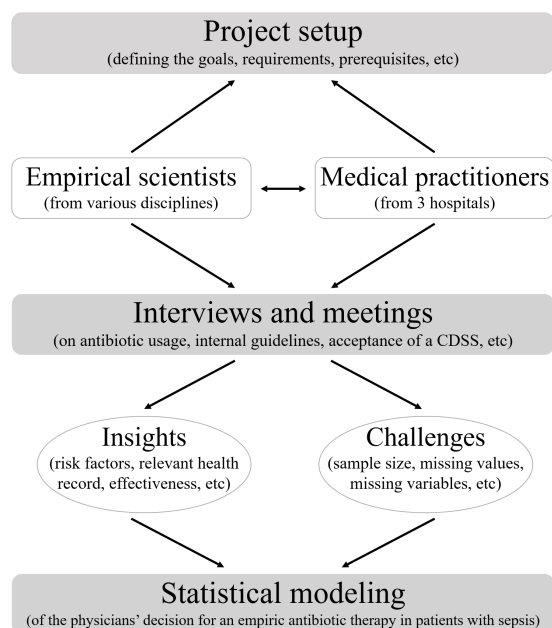 Project setup
(defining the goals, requirements, prerequisites, etc)
Empirical scientists
(from various disciplines)
Medical practitioners
(from 3 hospitals)
Interviews and meetings
(on antibiotic usage, internal guidelines, acceptance of a CDSS, etc)
Insights
(risk factors, relevant health
record, effectiveness, etc)
Challenges
(sample size, missing values,
missing variables, etc)
Statistical modeling
(of the physicians’ decision for an empiric antibiotic therapy in patients with sepsis)